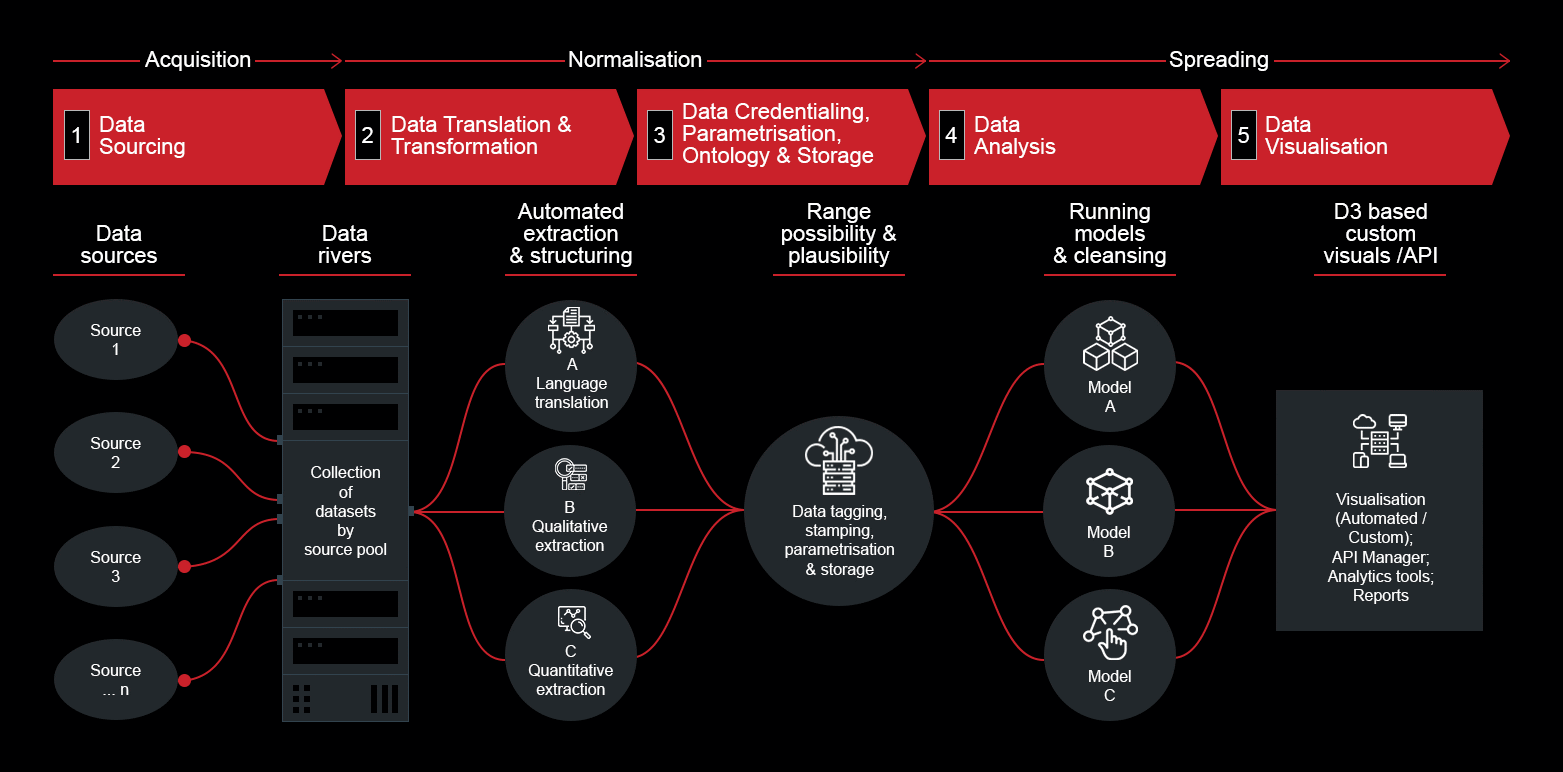 Acquisition
Normalisation
Spreading
1
Data
Sourcing
2
Data Translation &
Transformation
3
Data Credentialing,
Parametrisation,
Ontology & Storage
4
Data
Analysis
5
Data
Visualisation
Data
sources
Data
rivers
Automated
extraction
& structuring
Range
possibility &
plausibility
Running
models
& cleansing
D3 based
custom
visuals /API
Source
1
Source
2
Source
3
Source
... n
Collection
of
datasets
by
source pool
A
Language
translation
B
Qualitative
extraction
C
Quantitative
extraction
Data tagging,
stamping,
parametrisation
& storage
Model
A
Model
B
Model
C
Visualisation
(Automated /
Custom);
API Manager;
Analytics tools;
Reports